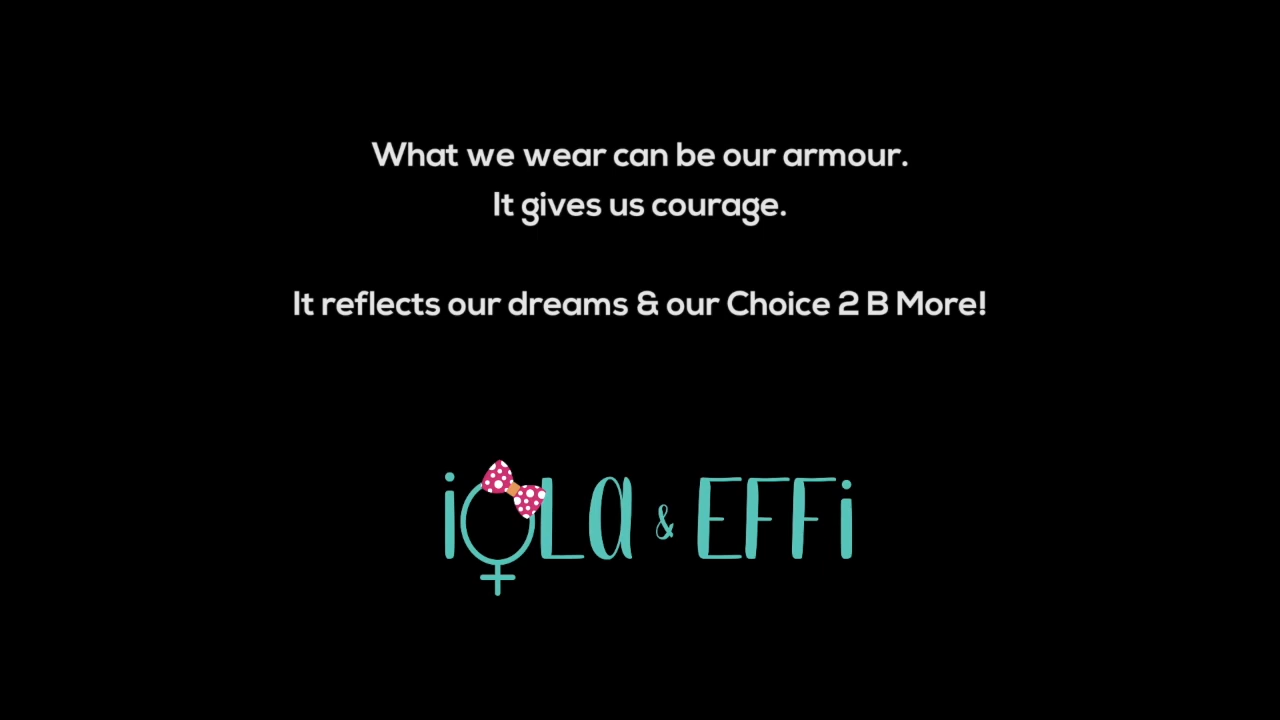 What we wear can be our armour.
It gives us courage.
It reflects our dreams & our Choice 2 B More!
iOLa & EFFi